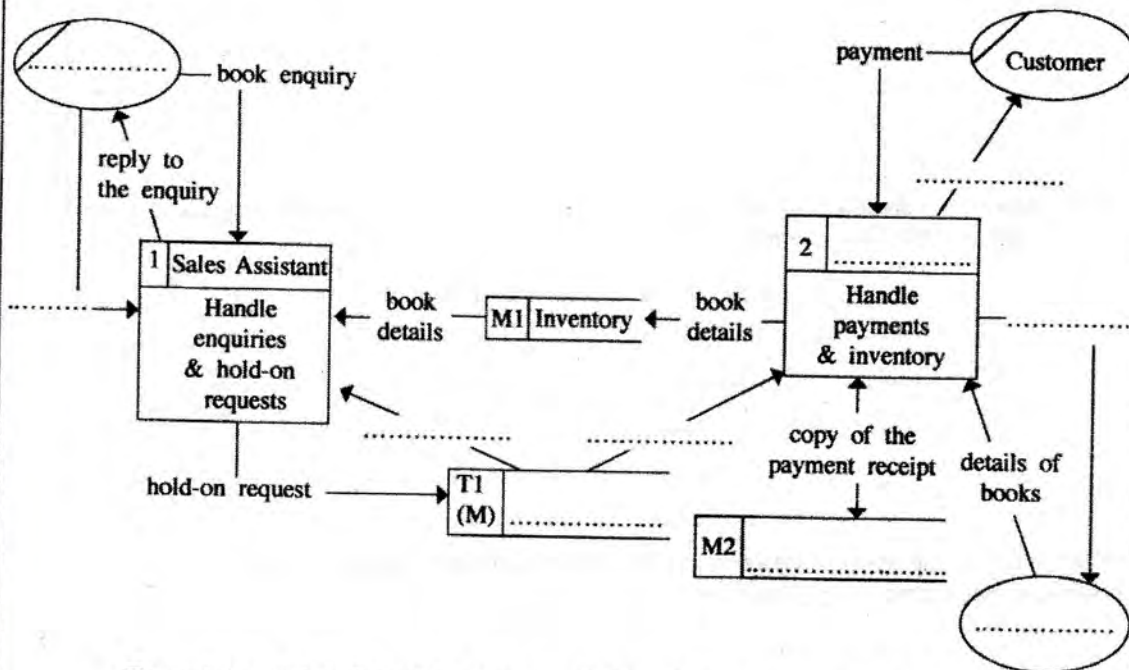 payment
Customer
book enquiry
reply to
the enquiry
1 Sales Assistant
Handle
enquiries
& hold-on
requests
book
details
M1 Inventory
book
details
2
Handle
payments
& inventory
hold-on request
T1
(M)
copy of the
payment receipt
details of
books
M2